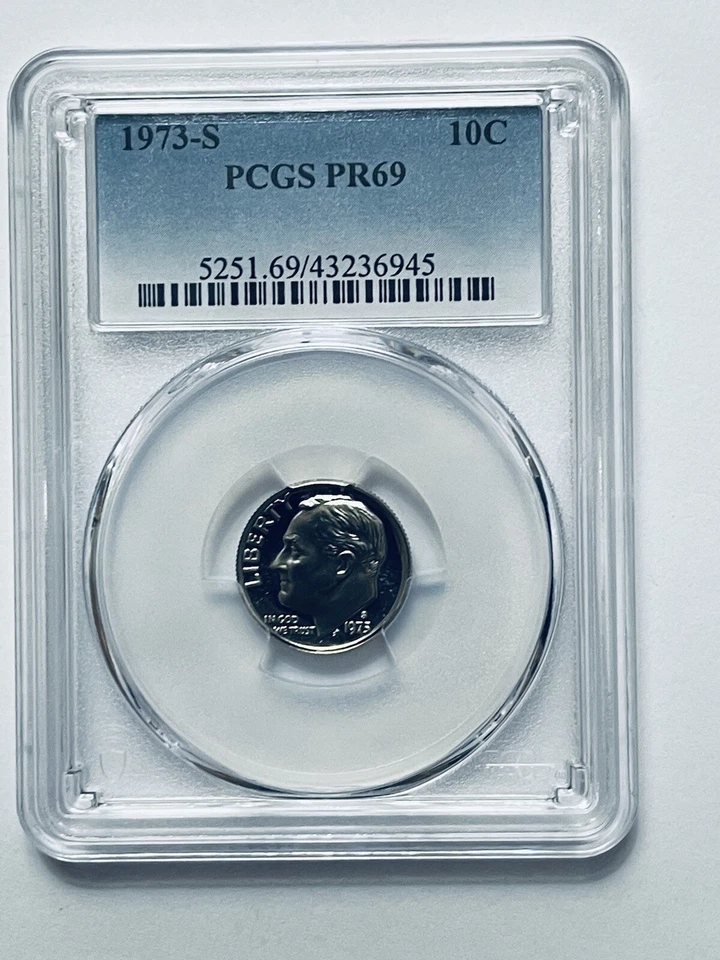 1973-S 10C
PCGS PR69
5251.69/43236945
LIBERTY
IN GOD
WE TRUST
S
1973